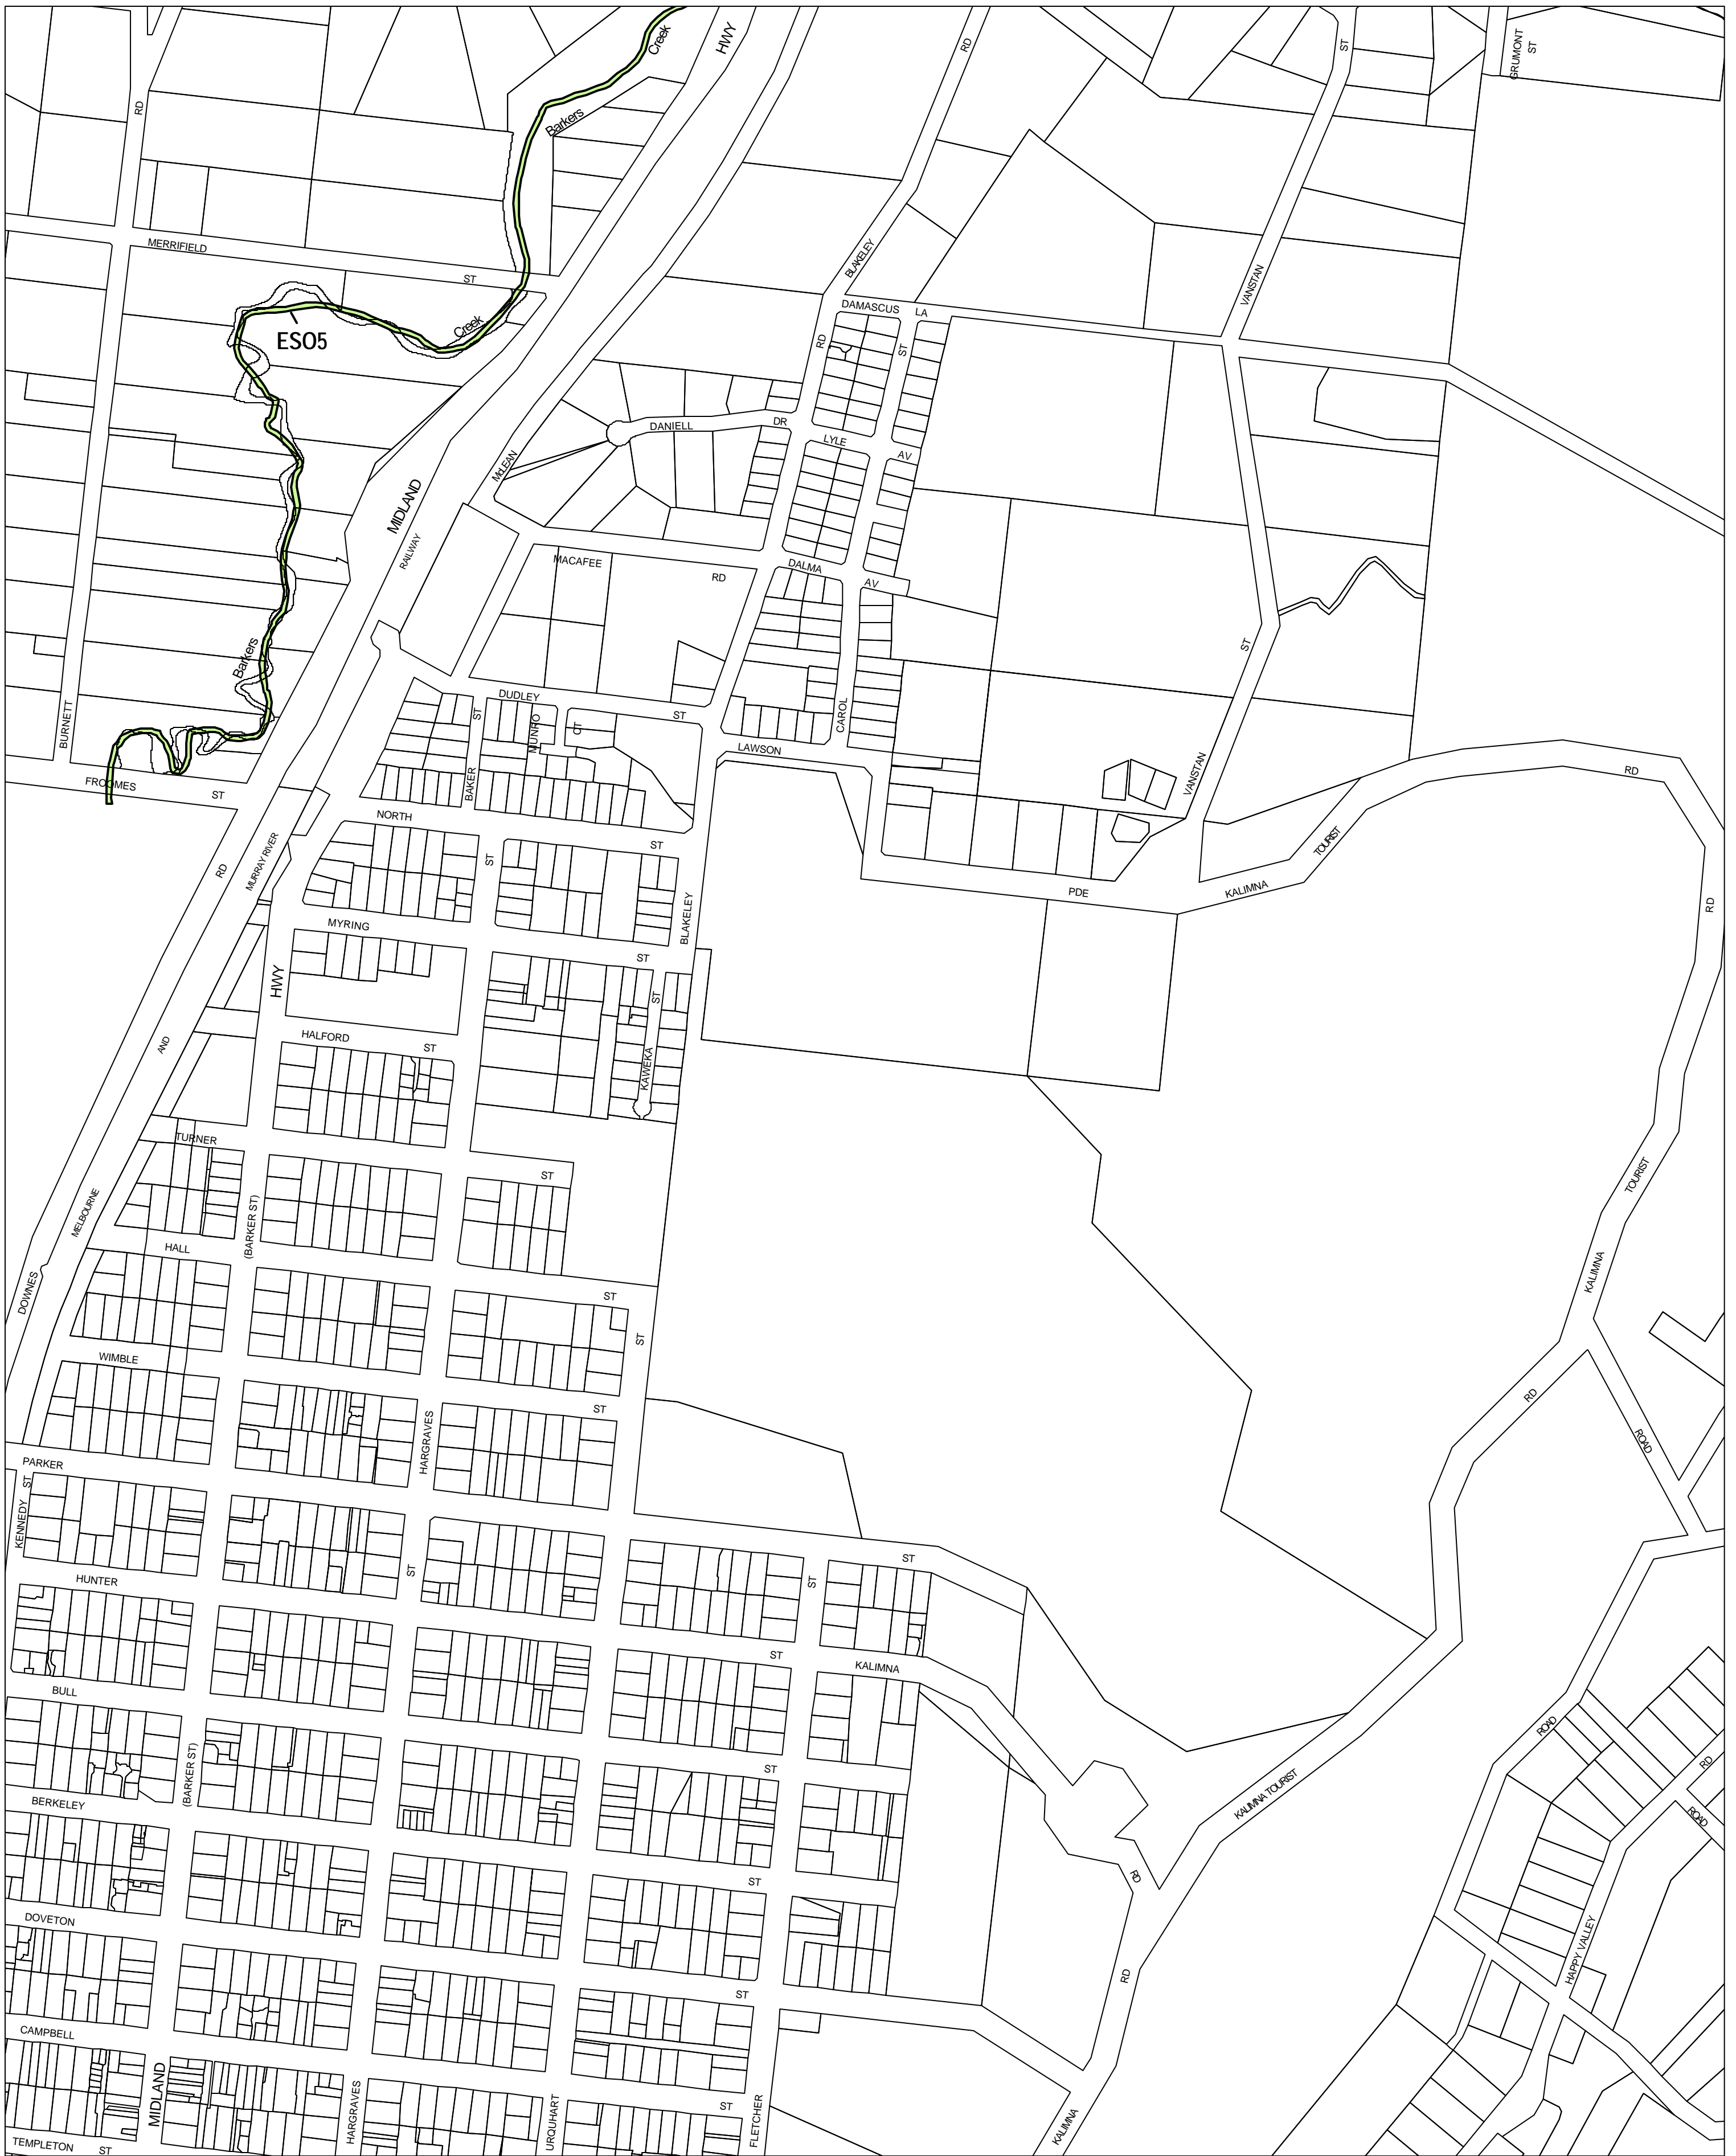 Creek
HWY
RD
ST
GRUMONT
ST
RD
Barkers
MERRIFIELD
ST
BLAKELEY
VANSTAN
DAMASCUS
LA
Creek
ESO5
RD
ST
DANIELL
DR
LYLE
AV
McLEAN
MIDLAND
RAILWAY
MACAFEE
RD
DALMA
AV
Barkers
ST
DUDLEY
ST
MUNRO
CT
ST
CAROL
BURNETT
LAWSON
VANSTAN
RD
BAKER
FROOMES
ST
NORTH
ST
ST
TOURIST
MURRAY RIVER
RD
PDE
KALIMNA
RD
BLAKELEY
MYRING
ST
HWY
ST
HALFORD
ST
AND
KAWEKA
TURNER
ST
TOURIST
MELBOURNE
(BARKER ST)
HALL
DOWNES
KALIMNA
ST
ST
WIMBLE
RD
ST
HARGRAVES
ROAD
PARKER
ST
KENNEDY
ST
ST
ST
HUNTER
ST
KALIMNA
BULL
ROAD
(BARKER ST)
ST
RD
KALIMNA TOURIST
BERKELEY
ROAD
RD
ST
DOVETON
HAPPY VALLEY
RD
ST
CAMPBELL
MIDLAND
HARGRAVES
URQUHART
ST
FLETCHER
KALIMNA
TEMPLETON
ST